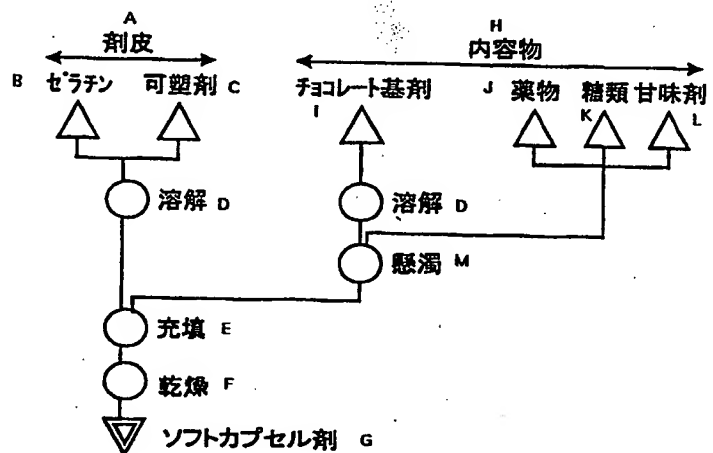 A
剤皮
H
内容物
B ゼラチン 可塑剤 C
チョコレート基剤
I
J 薬物 糖類 甘味剤
K
L
溶解 D
溶解 D
懸濁 M
充填 E
乾燥 F
ソフトカプセル剤 G